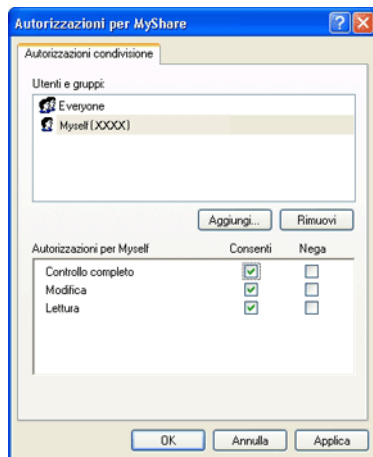 Autorizzazioni per MyShare
Autorizzazioni condivisione
Utenti e gruppi:
Everyone
Myself (XXXX)
Aggiungi... Rimuovi
Autorizzazioni per Myself Consenti Nega
Controllo completo
Modifica
Lettura
OK Annulla Applica